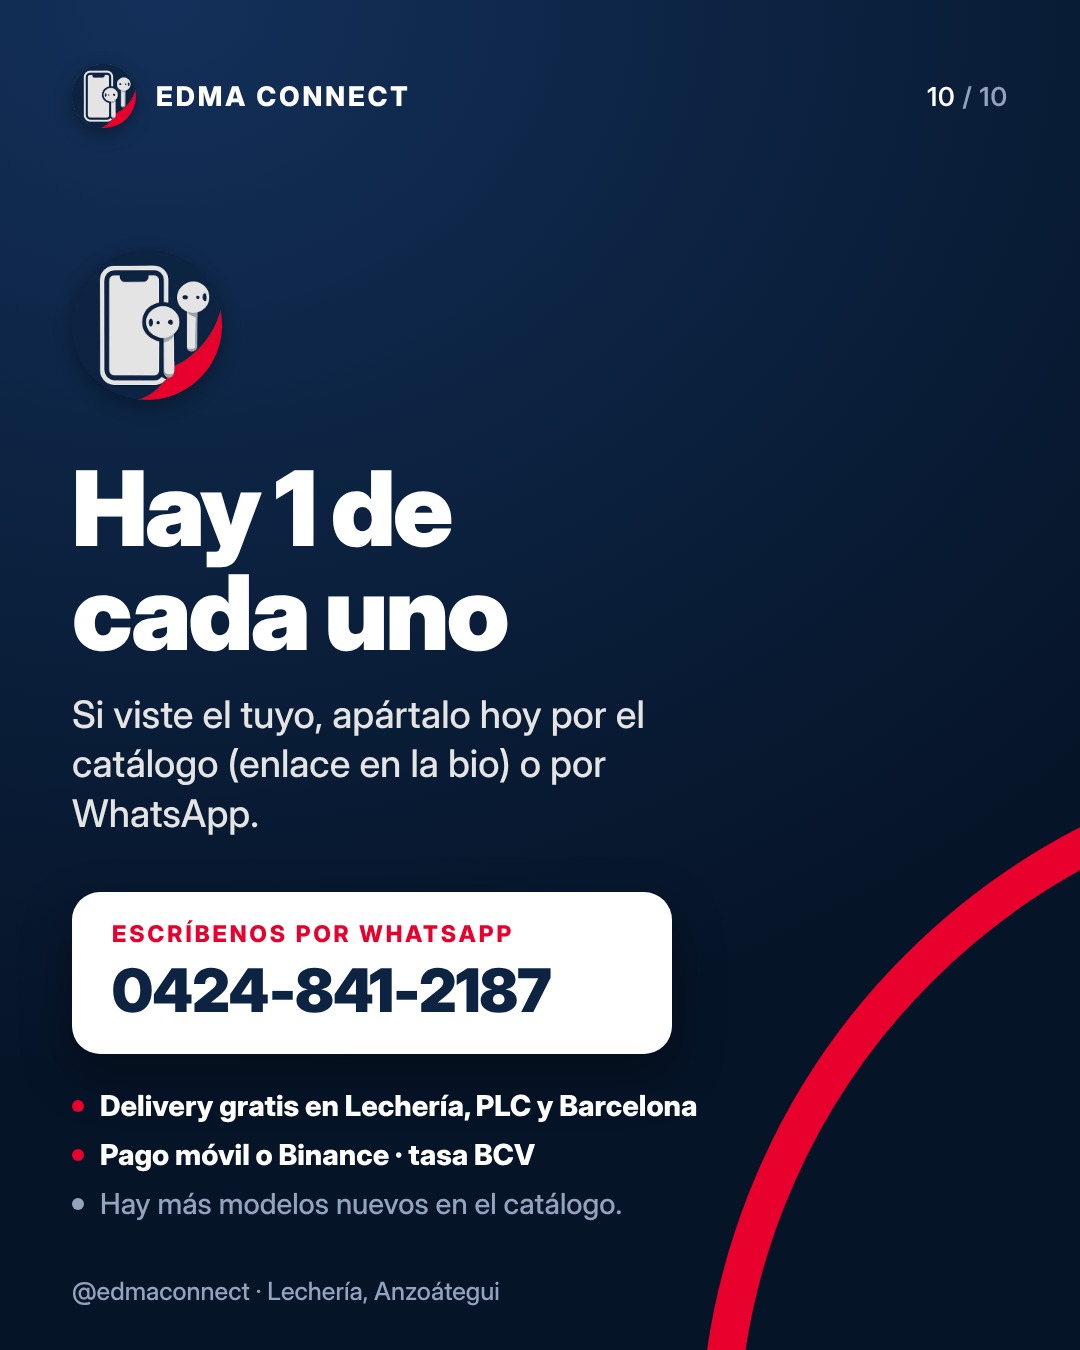 EDMA CONNECT
10 / 10
Hay 1 de
cada uno
Si viste el tuyo, apártalo hoy por el
catálogo (enlace en la bio) o por
WhatsApp.
ESCRÍBENOS POR WHATSAPP
0424-841-2187
Delivery gratis en Lechería, PLC y Barcelona
Pago móvil o Binance · tasa BCV
Hay más modelos nuevos en el catálogo.
@edmaconnect · Lechería, Anzoátegui